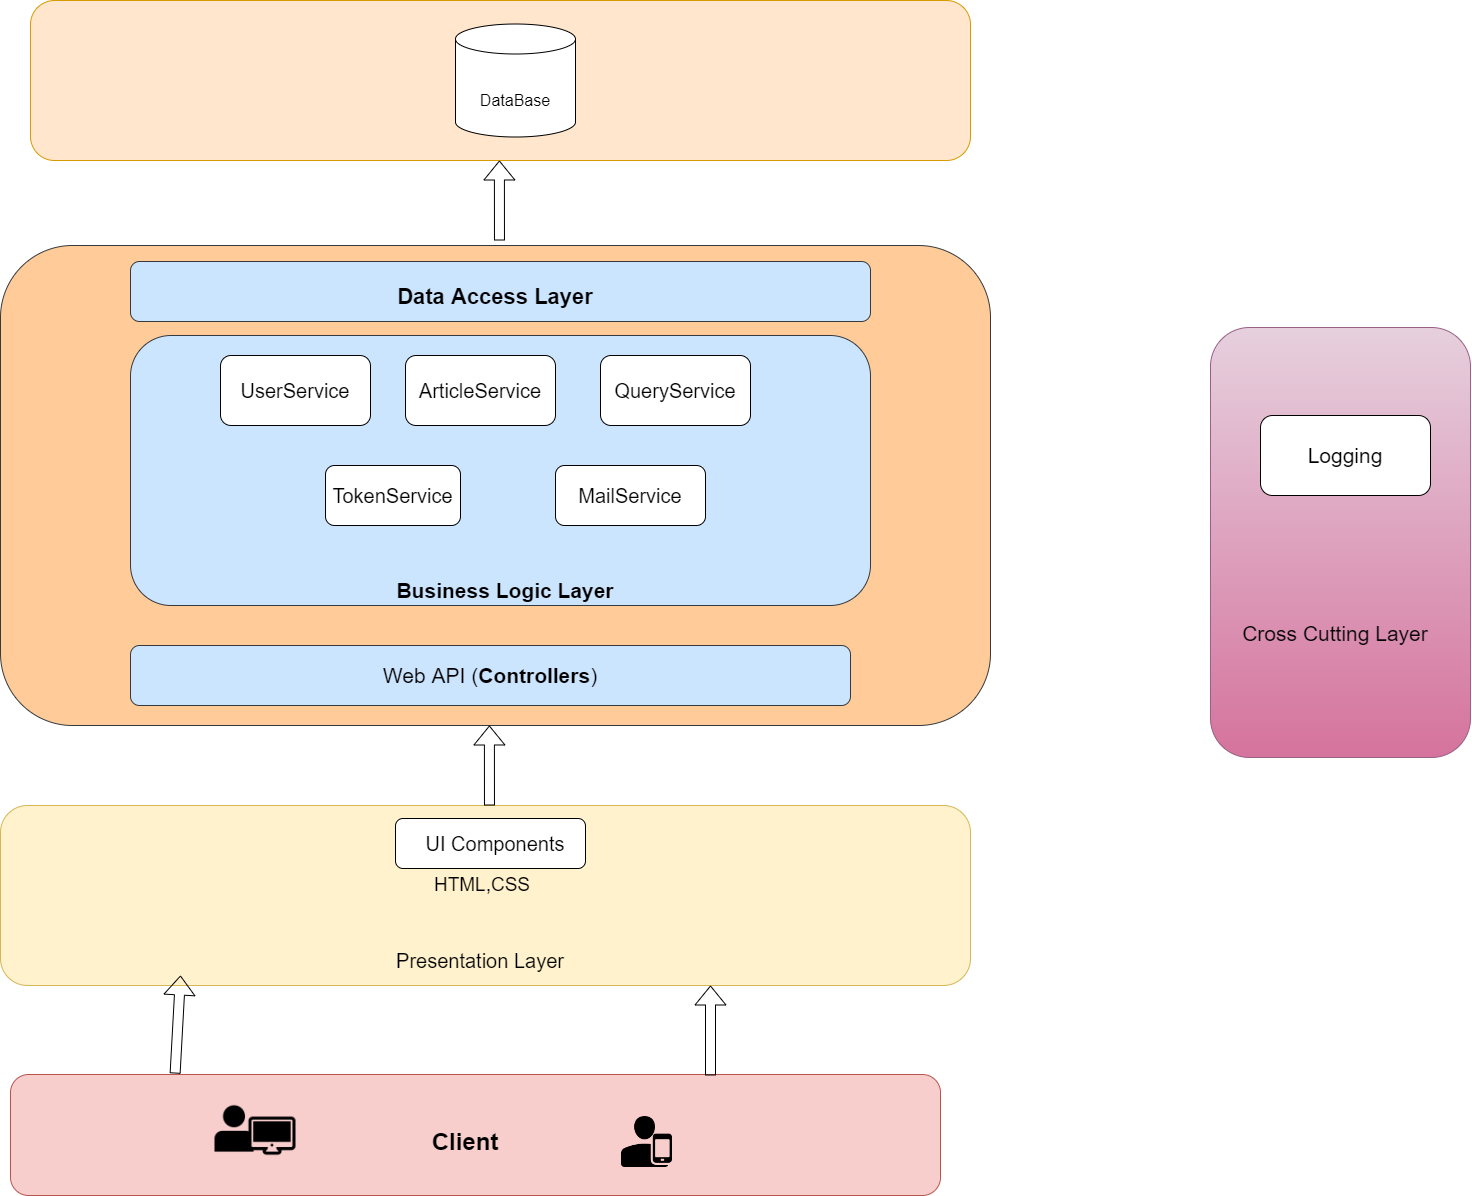 DataBase
Data Access Layer
UserService
ArticleService
QueryService
TokenService
MailService
Business Logic Layer
Web API (Controllers)
Logging
Cross Cutting Layer
UI Components
HTML,CSS
Presentation Layer
Client